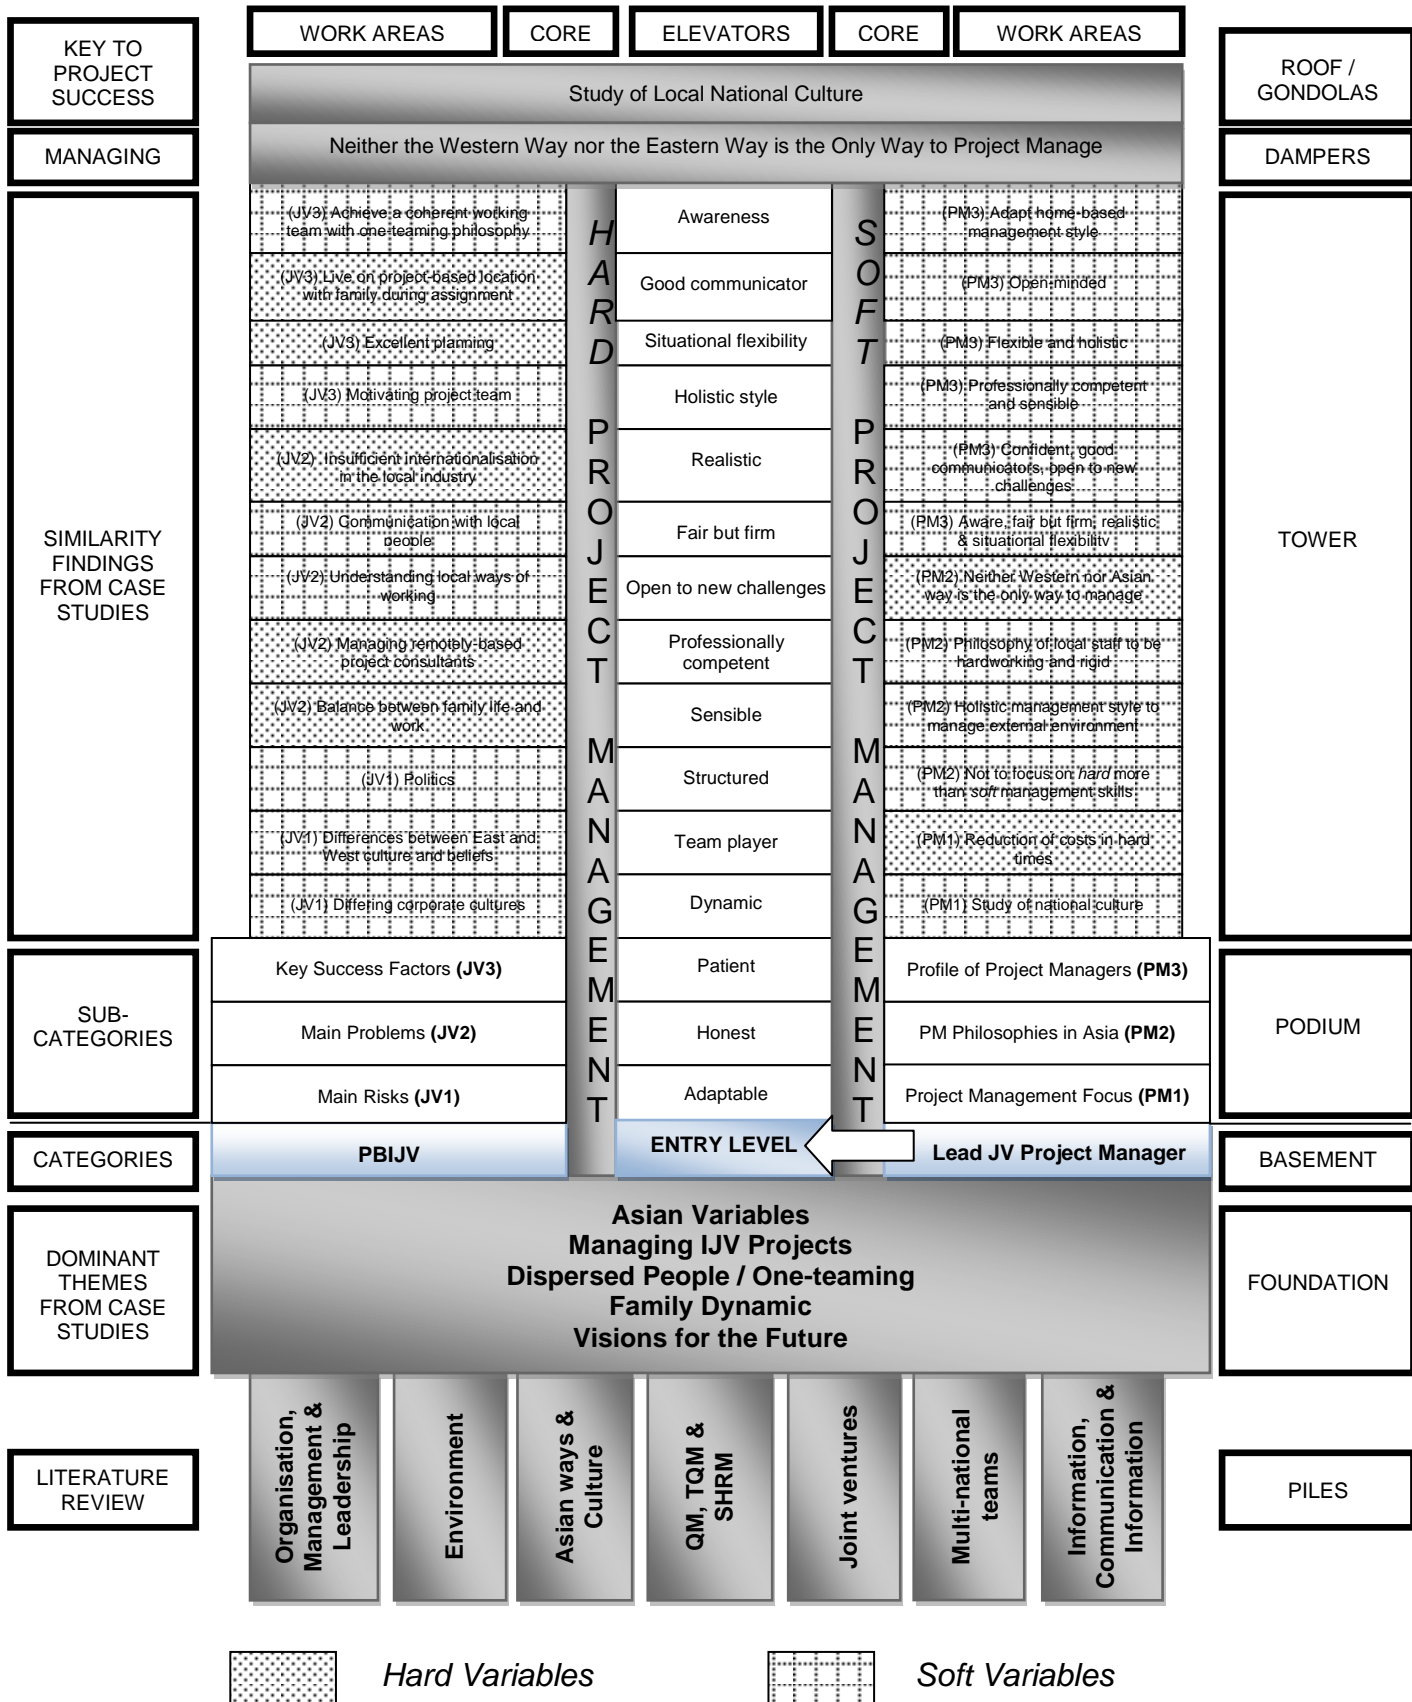 WORK AREAS
CORE
ELEVATORS
CORE
WORK AREAS
KEY TO
PROJECT
SUCCESS
Study of Local National Culture
ROOF /
GONDOLAS
MANAGING
Neither the Western Way nor the Eastern Way is the Only Way to Project Manage
DAMPERS
SIMILARITY
FINDINGS
FROM CASE
STUDIES
(JV3) Achieve a coherent working
team with one-teaming philosophy
(JV3) Live on project-based location
with family during assignment
(JV3) Excellent planning
(JV3) Motivating project team
(JV2) Insufficient internationalisation
in the local industry
(JV2) Communication with local
people
(JV2) Understanding local ways of
working
(JV2) Managing remotely-based
project consultants
(JV2) Balance between family life and
work
(JV1) Politics
(JV1) Differences between East and
West culture and beliefs
(JV1) Differing corporate cultures
HARD PROJECT MANAGEMENT
Awareness
Good communicator
Situational flexibility
Holistic style
Realistic
Fair but firm
Open to new challenges
Professionally
competent
Sensible
Structured
Team player
Dynamic
Patient
Honest
Adaptable
SOFT PROJECT MANAGEMENT
(PM3) Adapt home-based
management style
(PM3) Open-minded
(PM3) Flexible and holistic
(PM3) Professionally competent
and sensible
(PM3) Confident, good
communicators, open to new
challenges
(PM3) Aware, fair but firm, realistic
& situational flexibility
(PM2) Neither Western nor Asian
way is the only way to manage
(PM2) Philosophy of local staff to be
hardworking and rigid
(PM2) Holistic management style to
manage external environment
(PM2) Not to focus on hard more
than soft management skills
(PM1) Reduction of costs in hard
times
(PM1) Study of national culture
TOWER
SUB-
CATEGORIES
Key Success Factors (JV3)
Main Problems (JV2)
Main Risks (JV1)
Profile of Project Managers (PM3)
PM Philosophies in Asia (PM2)
Project Management Focus (PM1)
PODIUM
CATEGORIES
PBIJV
ENTRY LEVEL
Lead JV Project Manager
BASEMENT
DOMINANT
THEMES
FROM CASE
STUDIES
Asian Variables
Managing IJV Projects
Dispersed People / One-teaming
Family Dynamic
Visions for the Future
FOUNDATION
LITERATURE
REVIEW
Organisation,
Management &
Leadership
Environment
Asian ways &
Culture
QM, TQM &
SHRM
Joint ventures
Multi-national
teams
Information,
Communication &
Information
PILES
Hard Variables
Soft Variables